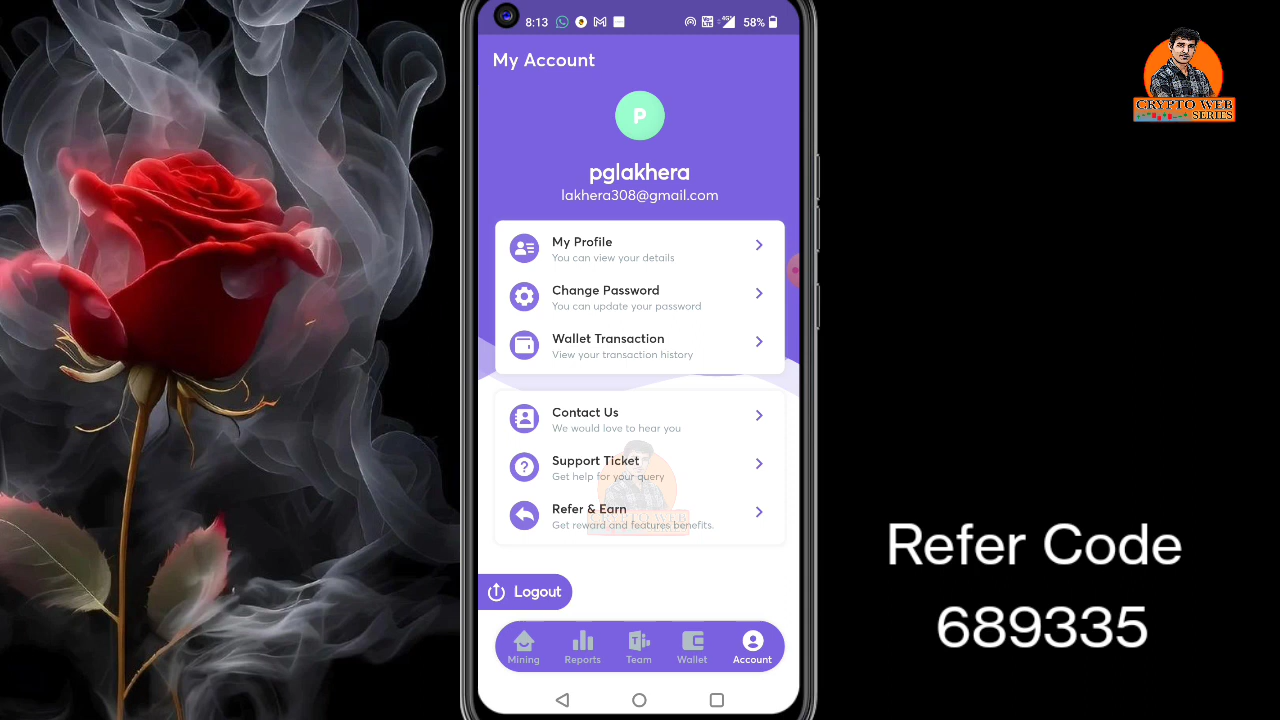 8:13
58%
My Account
P
pglakhera
lakhera308@gmail.com
My Profile
You can view your details
Change Password
You can update your password
Wallet Transaction
View your transaction history
Contact Us
We would love to hear you
Support Ticket
Get help for your query
Refer & Earn
Get reward and features benefits.
CRYPTO WEB
Logout
Mining
Reports
Team
Wallet
Account
CRYPTO WEB
SERIES
Refer Code
689335